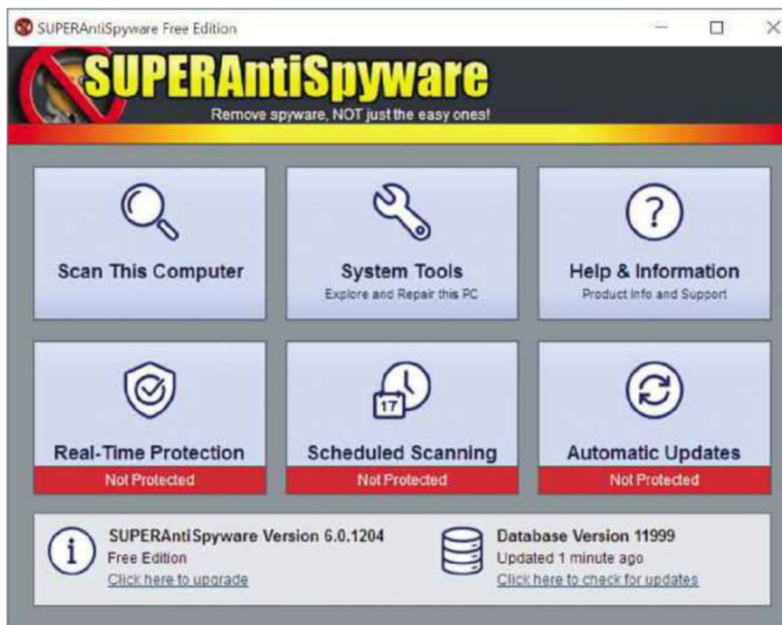 SUPERAntiSpyware Free Edition
SUPERAntiSpyware
Remove spyware, NOT just the easy ones!
Scan This Computer
System Tools
Explore and Repair this PC
Help & Information
Product Info and Support
Real-Time Protection
Not Protected
17
Scheduled Scanning
Not Protected
Automatic Updates
Not Protected
SUPERAntiSpyware Version 6.0.1204
Free Edition
Click here to upgrade
Database Version 11999
Updated 1 minute ago
Click here to check for updates